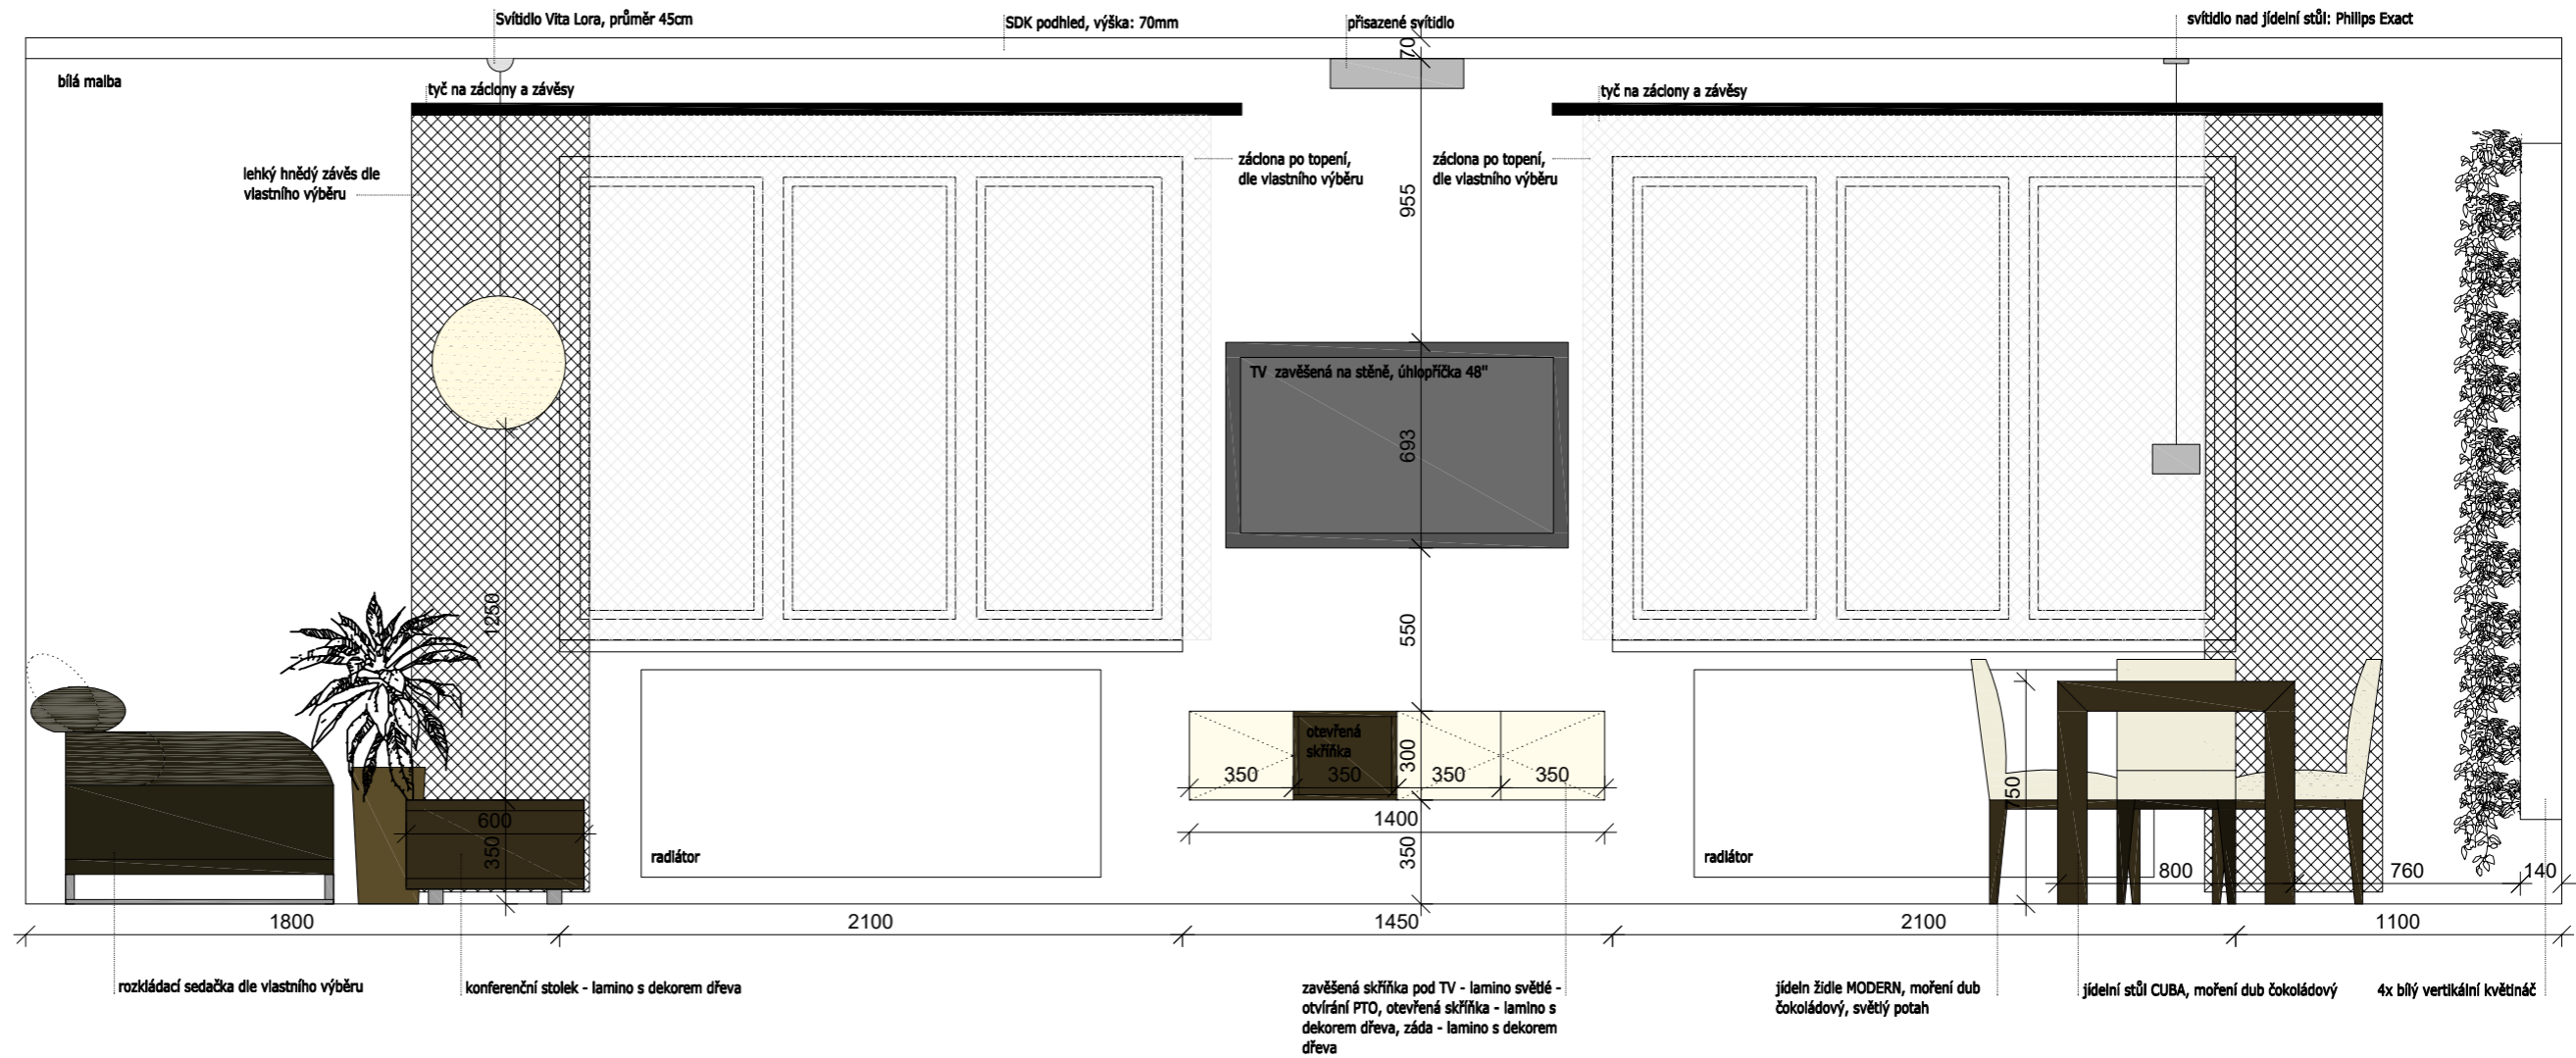 Svítidlo Vita Lora, průměr 45cm
SDK podhled, výška: 70mm
přisazené svítidlo
svítidlo nad jídelní stůl: Philips Exact
70
bílá malba
tyč na záclony a závěsy
tyč na záclony a závěsy
lehký hnědý závěs dle
vlastního výběru
záclona po topení,
dle vlastního výběru
záclona po topení,
dle vlastního výběru
955
TV zavěšená na stěně, úhlopříčka 48"
693
1250
550
otevřená
skříňka
300
350
350
350
350
750
600
1400
350
350
radiátor
radiátor
800
760
140
1800
2100
1450
2100
1100
rozkládací sedačka dle vlastního výběru
konferenční stolek - lamino s dekorem dřeva
zavěšená skříňka pod TV - lamino světlé -
otvírání PTO, otevřená skříňka - lamino s
dekorem dřeva, záda - lamino s dekorem
dřeva
jídeln židle MODERN, moření dub
čokoládový, světlý potah
jídelní stůl CUBA, moření dub čokoládový
4x bílý vertikální květináč